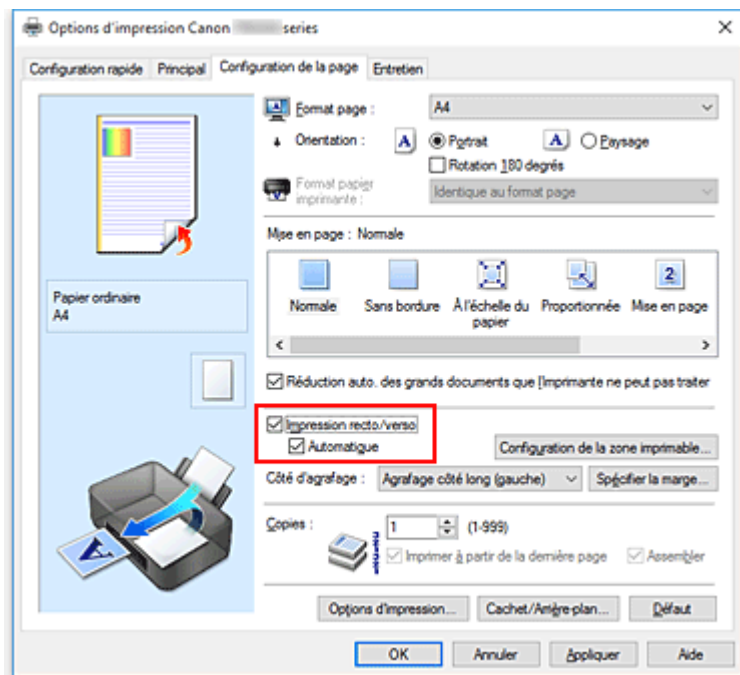 Options d'impression Canon series
Configuration rapide Principal Configuration de la page Entretien
Format page : A4
Orientation : A Portrait A Paysage
Rotation 180 degrés
Format papier imprimante : Identique au format page
Mise en page : Normale
Normale Sans bordure À l'échelle du papier Proportionnée Mise en page
Papier ordinaire
A4
Réduction auto. des grands documents que l'imprimante ne peut pas traiter
Impression recto/verso
Automatique Configuration de la zone imprimable...
Côté d'agrafage : Agrafage côté long (gauche) Spécifier la marge...
Copies : 1 (1-999)
Imprimer à partir de la dernière page Assembler
Options d'impression... Cachet/Arrière-plan... Défaut
OK Annuler Appliquer Aide